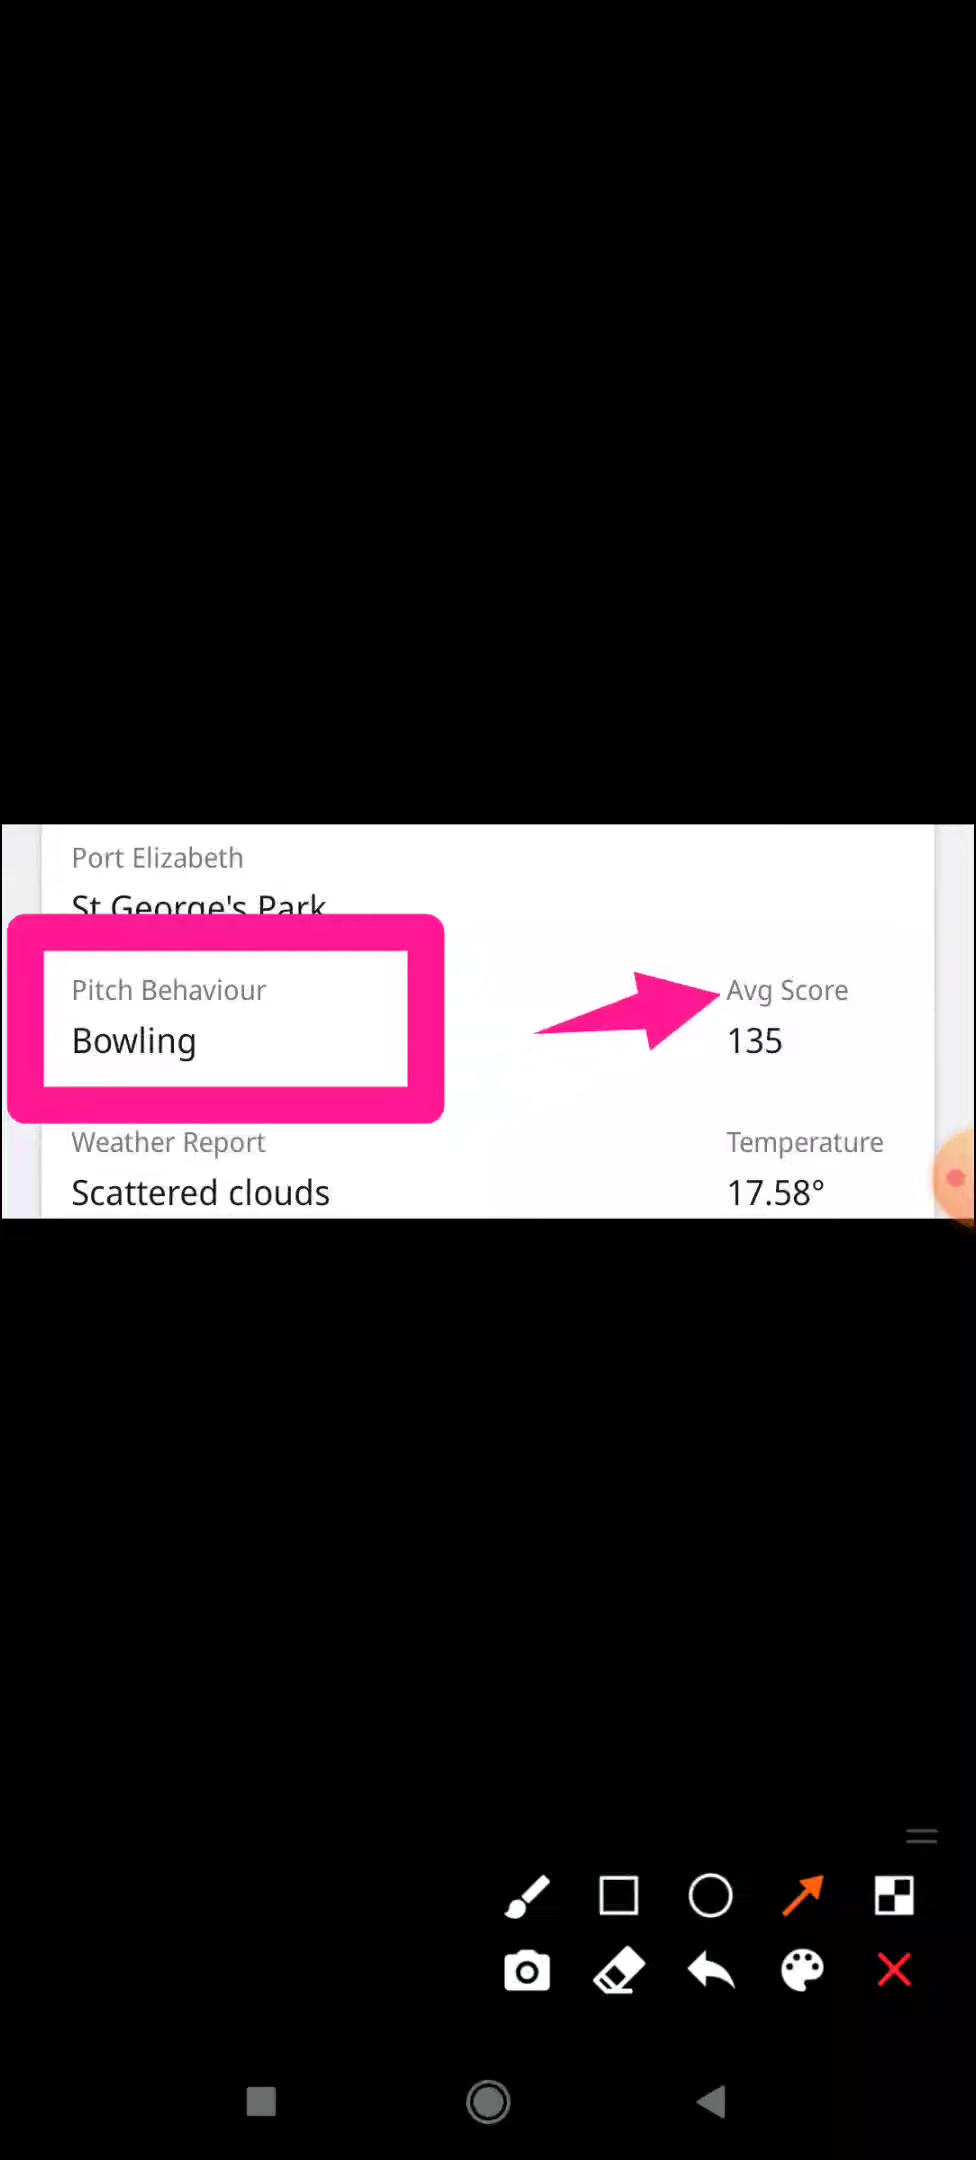 Port Elizabeth
St George's Park
Pitch Behaviour
Avg Score
Bowling
135
Weather Report
Temperature
Scattered clouds
17.58°